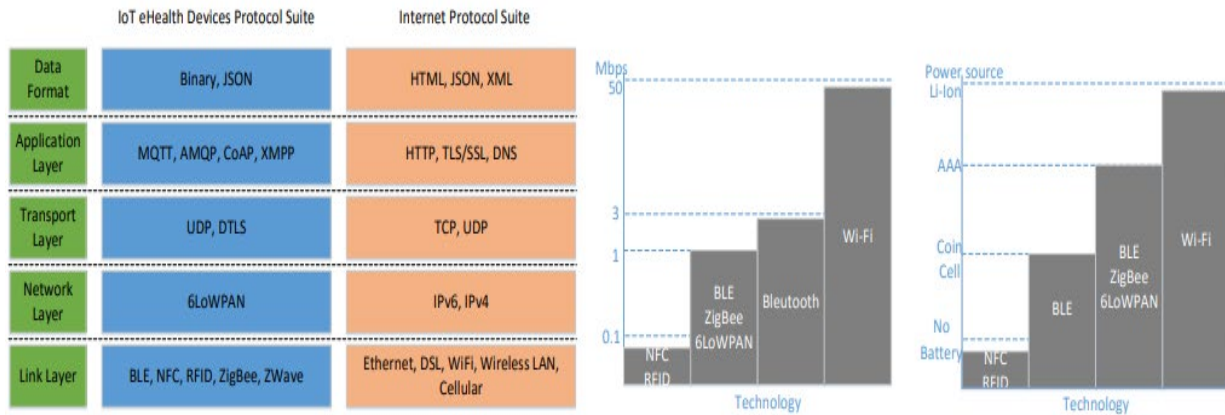 IoT eHealth Devices Protocol Suite
Internet Protocol Suite
Data
Format
Binary, JSON
HTML, JSON, XML
Application
Layer
MQTT, AMQP, CoAP, XMPP
HTTP, TLS/SSL, DNS
Transport
Layer
UDP, DTLS
TCP, UDP
Network
Layer
6LoWPAN
IPv6, IPv4
Link Layer
BLE, NFC, RFID, ZigBee, ZWave
Ethernet, DSL, WiFi, Wireless LAN,
Cellular
Mbps
50
3
1
0.1
NFC
RFID
BLE
ZigBee
6LoWPAN
Bleutooth
Wi-Fi
Technology
Power source
Li-Ion
AAA
Coin
Cell
No
Battery
NFC
RFID
BLE
BLE
ZigBee
6LoWPAN
Wi-Fi
Technology